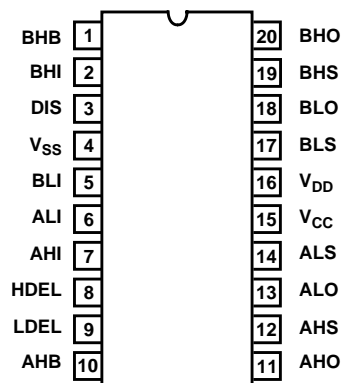 BHB 1 20 BHO
BHI 2 19 BHS
DIS 3 18 BLO
VSS 4 17 BLS
BLI 5 16 VDD
ALI 6 15 VCC
AHI 7 14 ALS
HDEL 8 13 ALO
LDEL 9 12 AHS
AHB 10 11 AHO